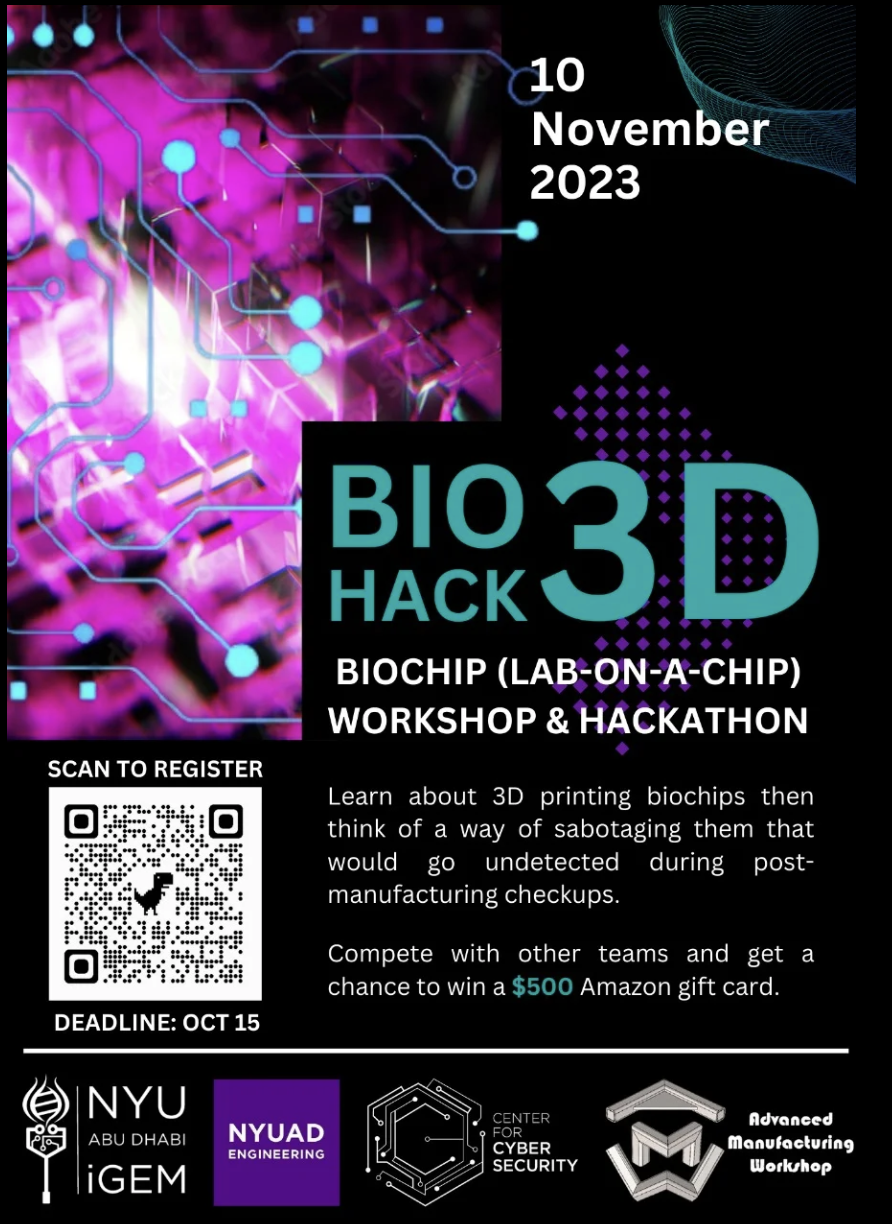 10
November
2023
BIO
HACK
3D
BIOCHIP (LAB-ON-A-CHIP)
WORKSHOP & HACKATHON
SCAN TO REGISTER
DEADLINE: OCT 15
Learn about 3D printing biochips then
think of a way of sabotaging them that
would go undetected during post-
manufacturing checkups.
Compete with other teams and get a
chance to win a $500 Amazon gift card.
NYU
ABU DHABI
iGEM
NYUAD
ENGINEERING
CENTER
FOR
CYBER
SECURITY
Advanced
Manufacturing
Workshop